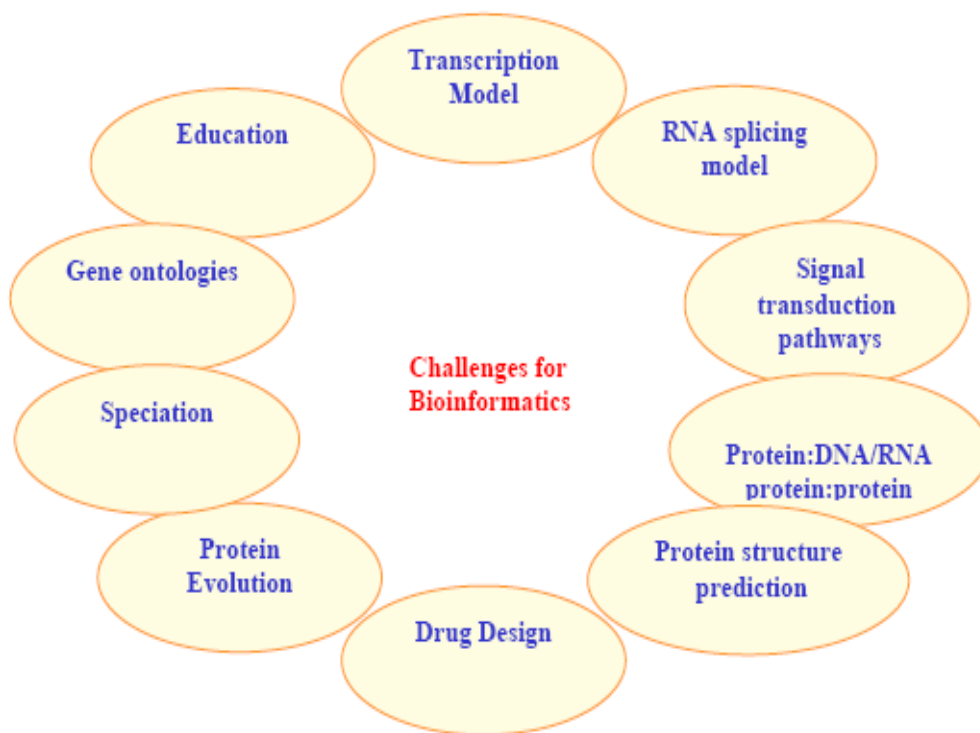 Transcription
Model
RNA splicing
model
Signal
transduction
pathways
Protein:DNA/RNA
protein:protein
Protein structure
prediction
Drug Design
Protein
Evolution
Speciation
Gene ontologies
Education
Challenges for
Bioinformatics